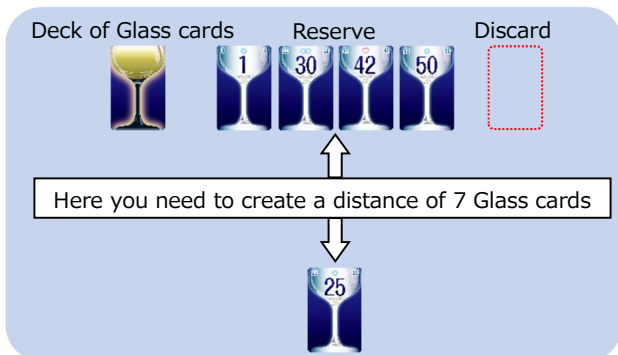 Deck of Glass cards Reserve Discard
1 30 42 50
Here you need to create a distance of 7 Glass cards
25